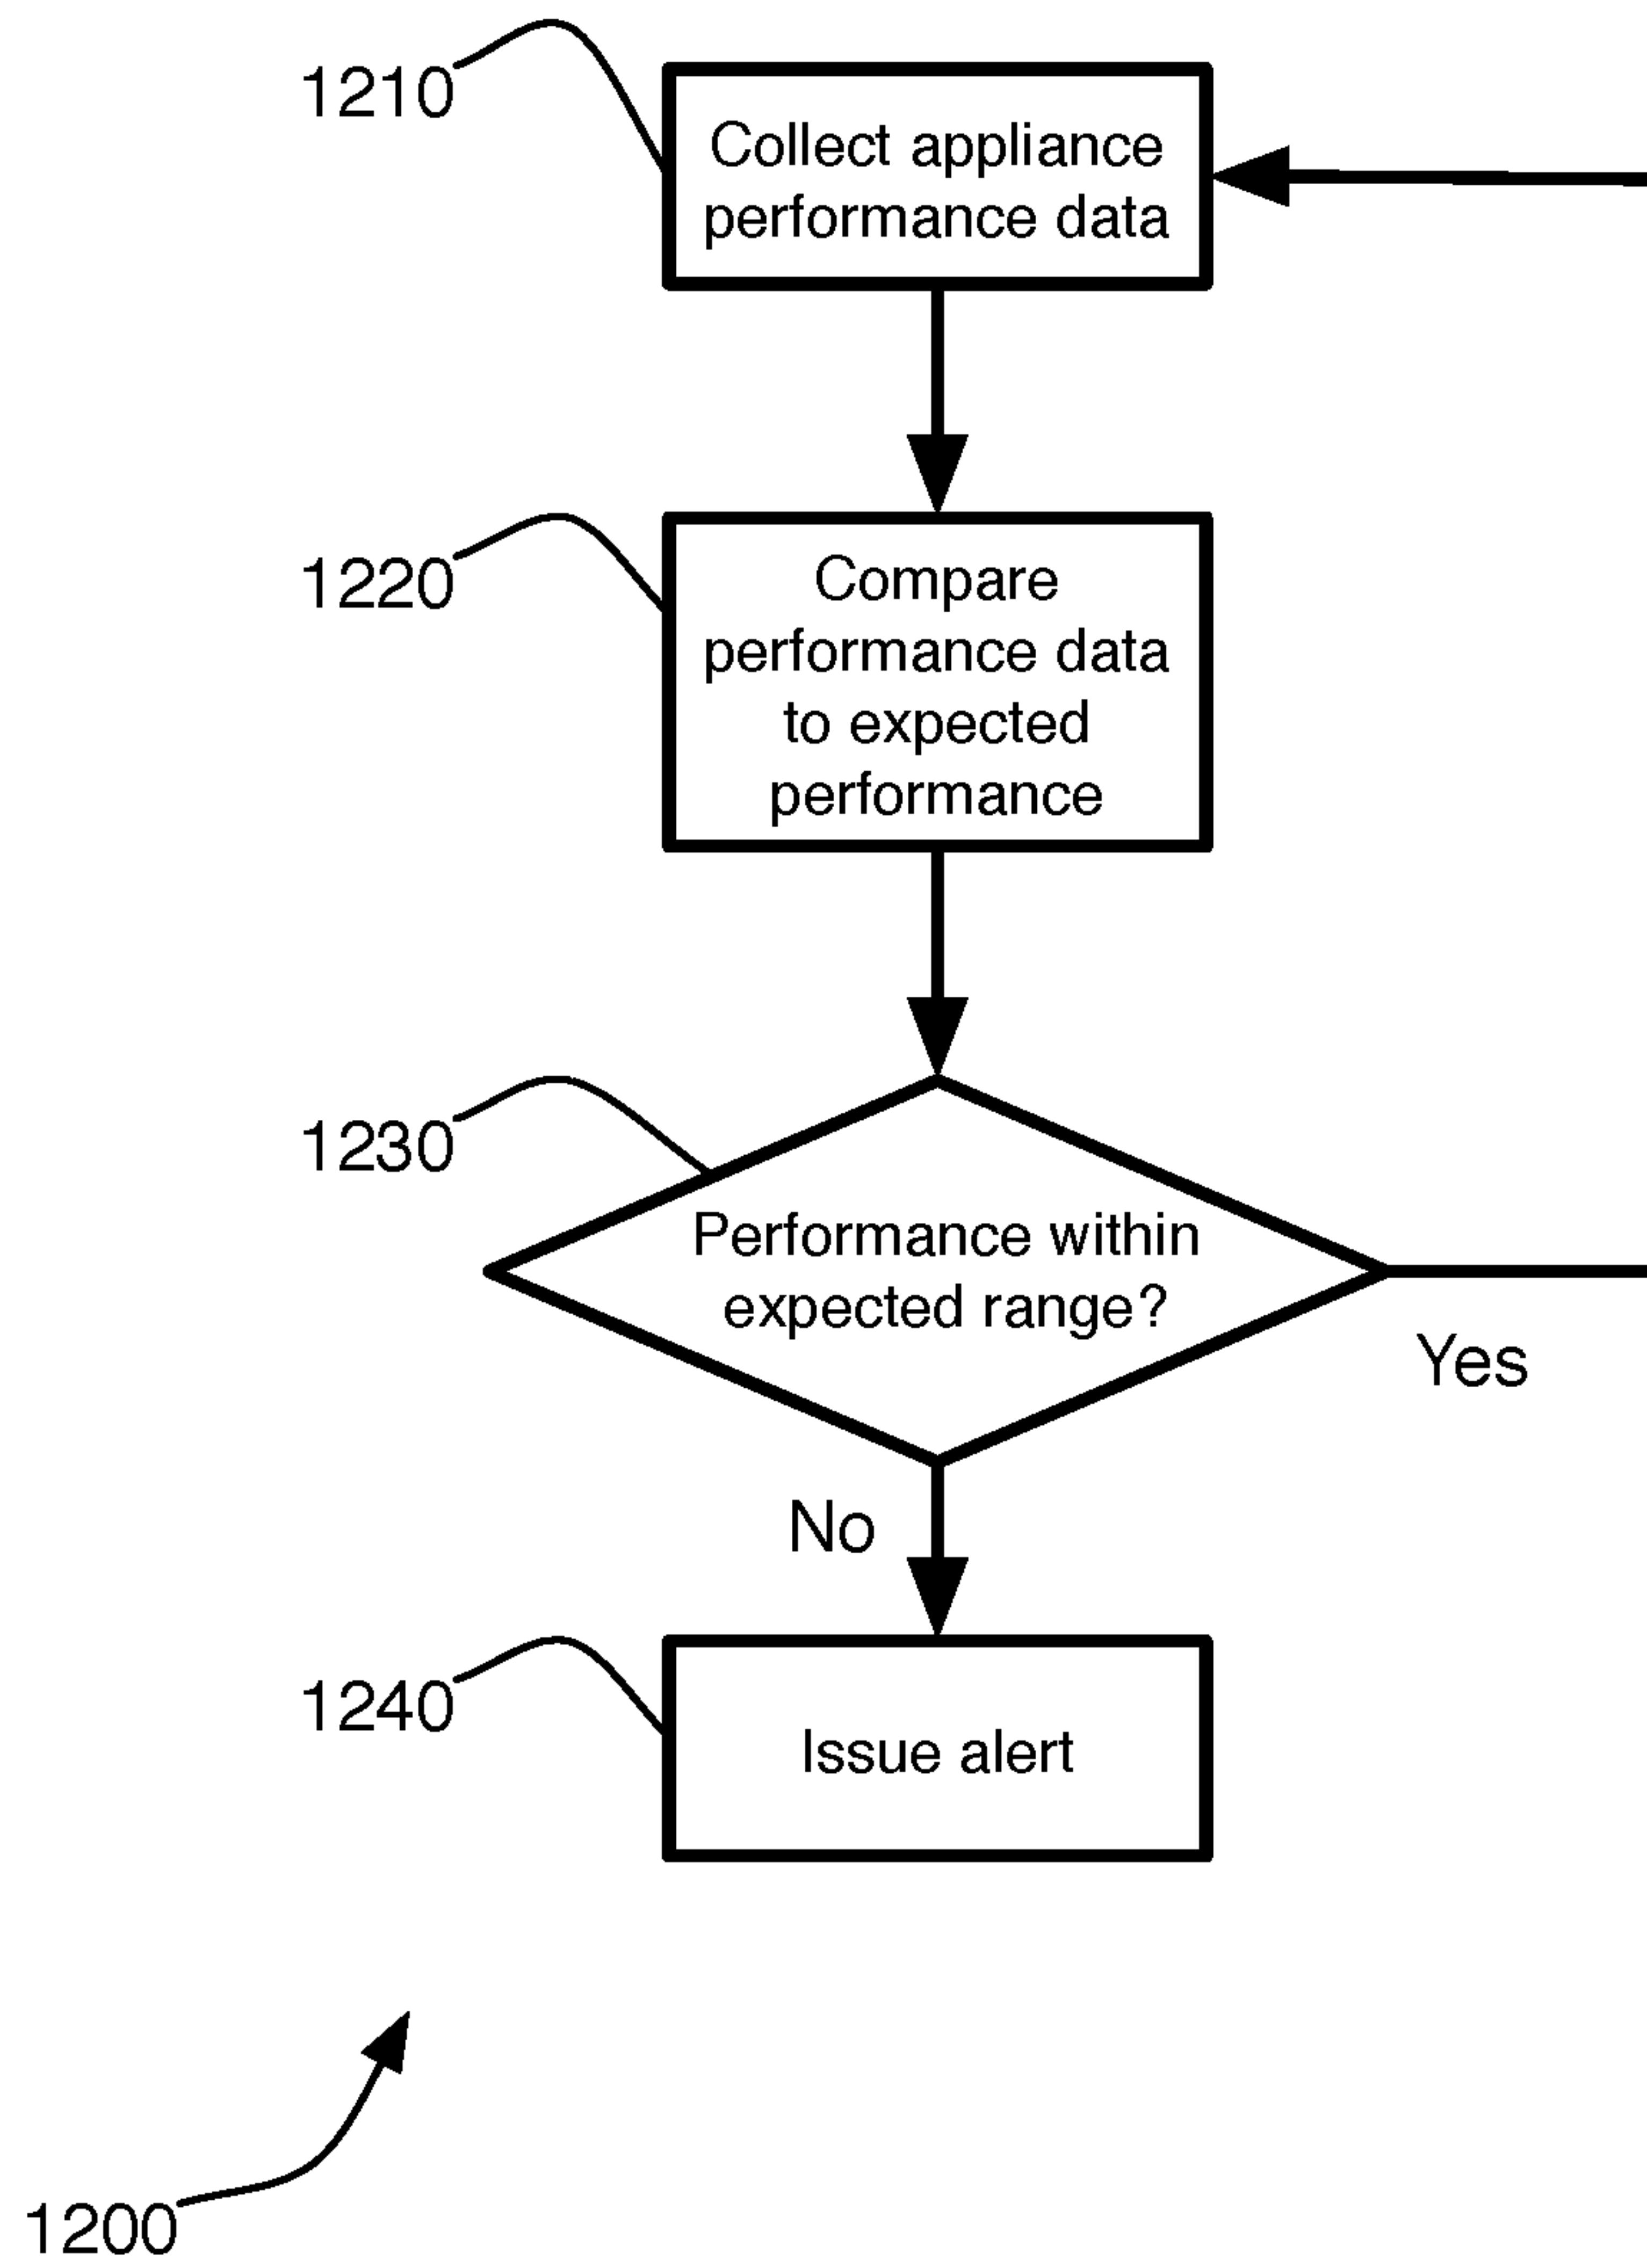 1210
Collect appliance
performance data
1220
Compare
performance data
to expected
performance
1230
Performance within
expected range?
Yes
No
1240
Issue alert
1200